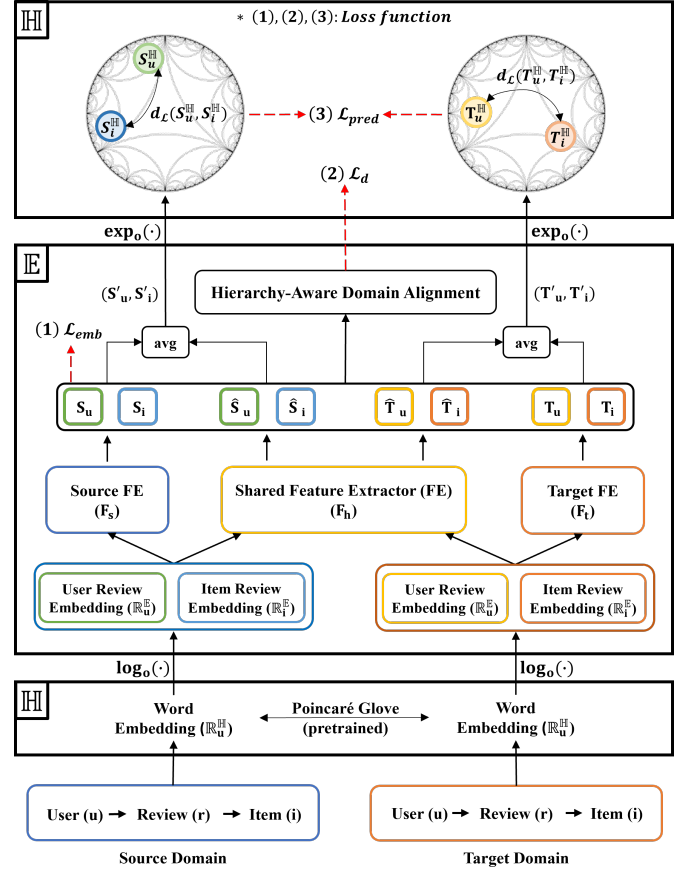 ℍ
* (1), (2), (3): Loss function
S_u^ℍ
S_i^ℍ
d_ℒ(S_u^ℍ, S_i^ℍ)
(3) ℒ_pred
d_ℒ(T_u^ℍ, T_i^ℍ)
T_u^ℍ
T_i^ℍ
(2) ℒ_d
exp_o(·)
exp_o(·)
𝔼
(S'_u, S'_i)
Hierarchy-Aware Domain Alignment
(T'_u, T'_i)
(1) ℒ_emb
avg
avg
S_u S_i Ŝ_u Ŝ_i T̂_u T̂_i T_u T_i
Source FE
(F_s)
Shared Feature Extractor (FE)
(F_h)
Target FE
(F_t)
User Review
Embedding (ℝ_u^𝔼)
Item Review
Embedding (ℝ_i^𝔼)
User Review
Embedding (ℝ_u^𝔼)
Item Review
Embedding (ℝ_i^𝔼)
log_o(·)
log_o(·)
ℍ
Word
Embedding (ℝ_u^ℍ)
Poincaré Glove
(pretrained)
Word
Embedding (ℝ_u^ℍ)
User (u) → Review (r) → Item (i)
User (u) → Review (r) → Item (i)
Source Domain
Target Domain